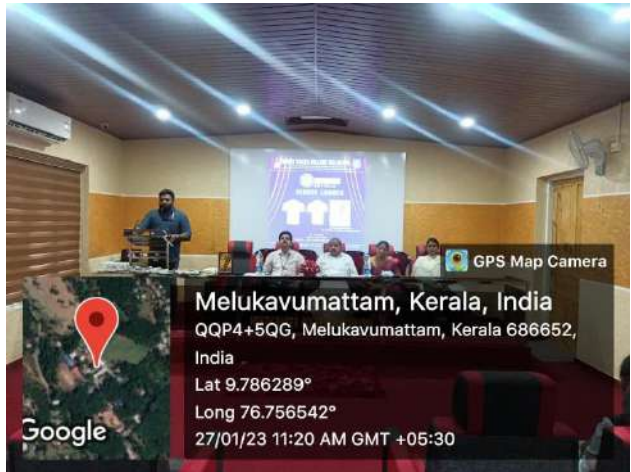 GPS Map Camera
Melukavumattam, Kerala, India
QQP4+5QG, Melukavumattam, Kerala 686652,
India
Lat 9.786289°
Long 76.756542°
27/01/23 11:20 AM GMT +05:30
Google